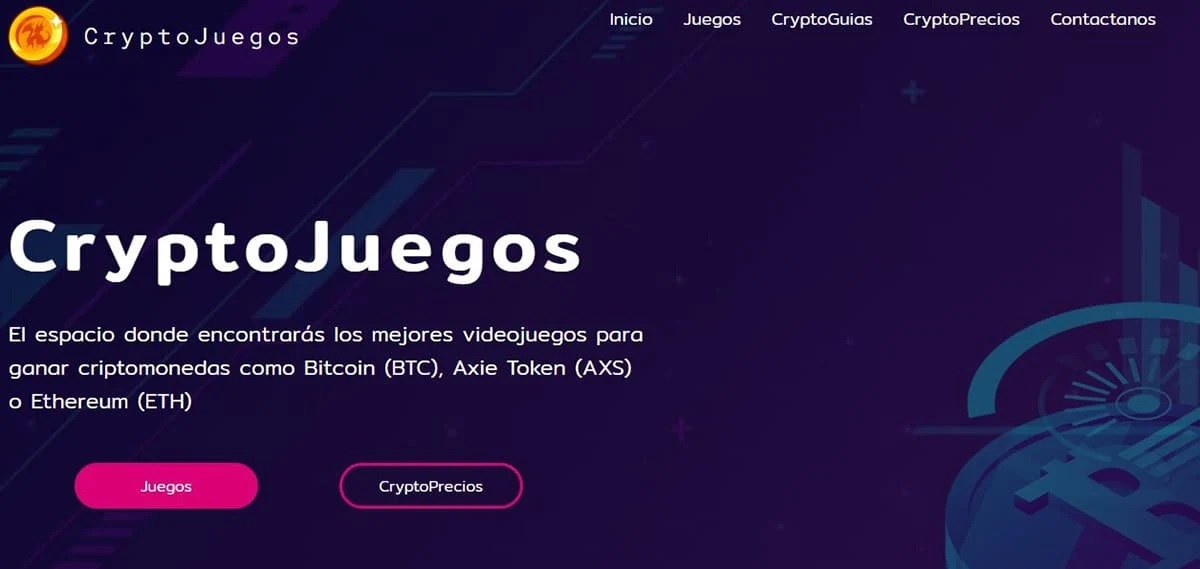 CryptoJuegos
Inicio Juegos CryptoGuias CryptoPrecios Contactanos
CryptoJuegos
El espacio donde encontrarás los mejores videojuegos para
ganar criptomonedas como Bitcoin (BTC), Axie Token (AXS)
o Ethereum (ETH)
Juegos CryptoPrecios